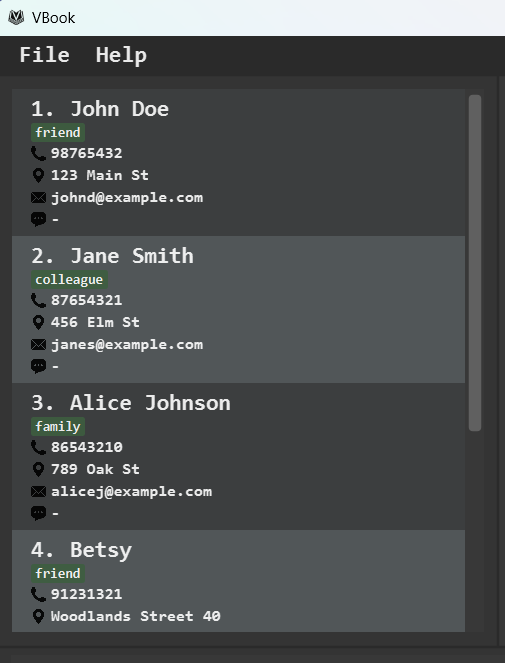 VBook
File Help
1. John Doe
friend
98765432
123 Main St
johnd@example.com
-
2. Jane Smith
colleague
87654321
456 Elm St
janes@example.com
-
3. Alice Johnson
family
86543210
789 Oak St
alicej@example.com
-
4. Betsy
friend
91231321
Woodlands Street 40